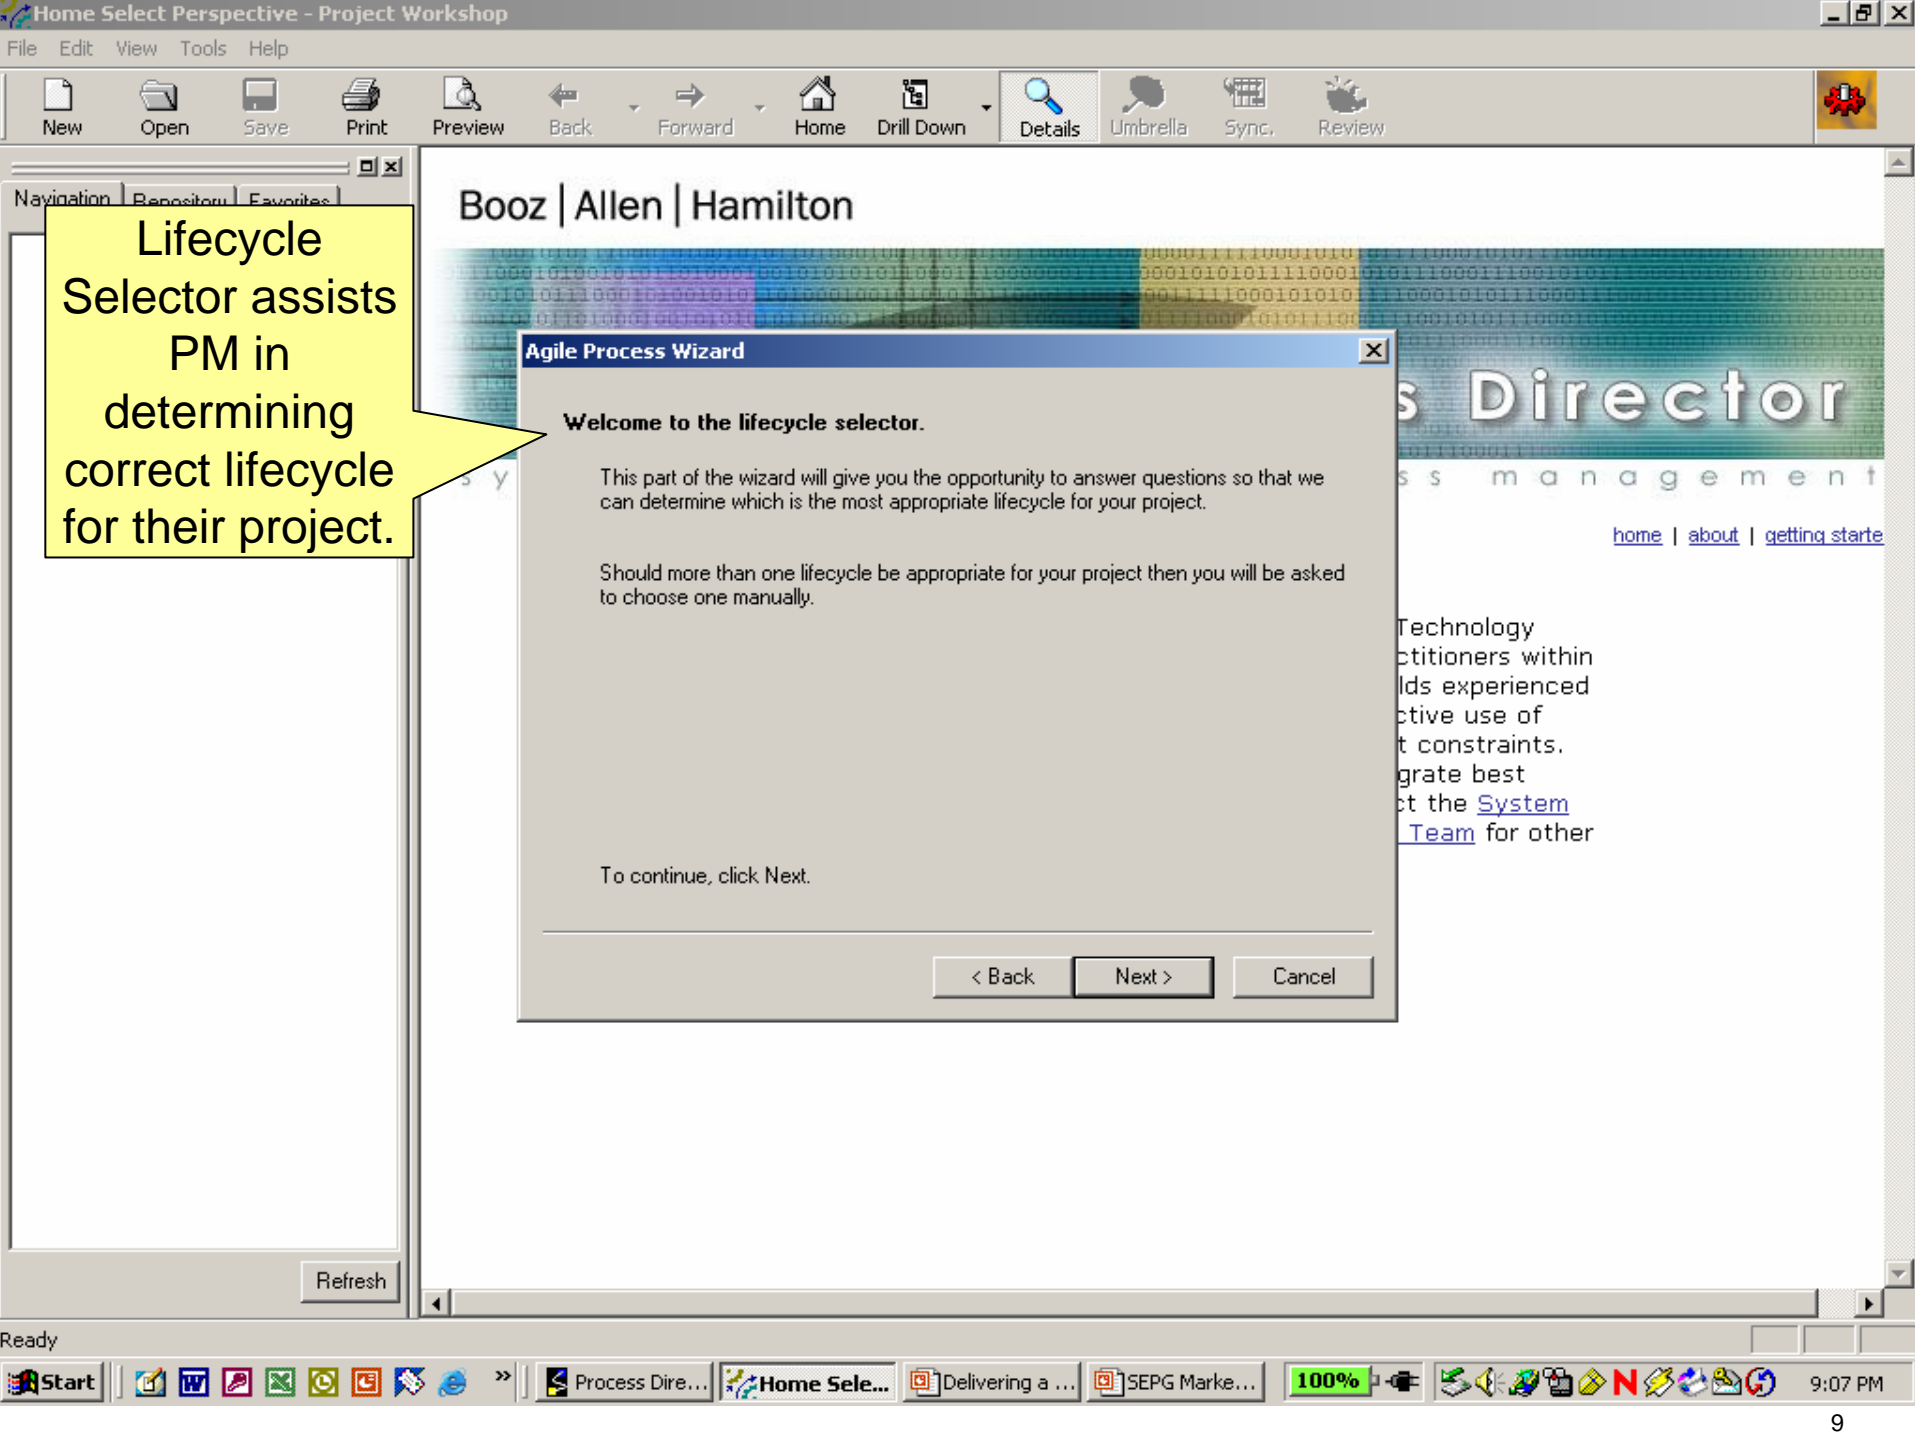 Home Select Perspective - Project Workshop
File Edit View Tools Help
New Open Save Print Preview Back Forward Home Drill Down Details Umbrella Sync. Review
Navigation Repository Favorites
Booz | Allen | Hamilton
Lifecycle
Selector assists
PM in
determining
correct lifecycle
for their project.
s Director
s y
s s management
home | about | getting starte
Agile Process Wizard
Welcome to the lifecycle selector.
This part of the wizard will give you the opportunity to answer questions so that we
can determine which is the most appropriate lifecycle for your project.
Should more than one lifecycle be appropriate for your project then you will be asked
to choose one manually.
To continue, click Next.
< Back Next > Cancel
Technology
ctitioners within
lds experienced
ctive use of
t constraints.
grate best
ct the System
Team for other
Refresh
Ready
Start » Process Dire... Home Sele... Delivering a ... SEPG Marke... 100% 9:07 PM
9